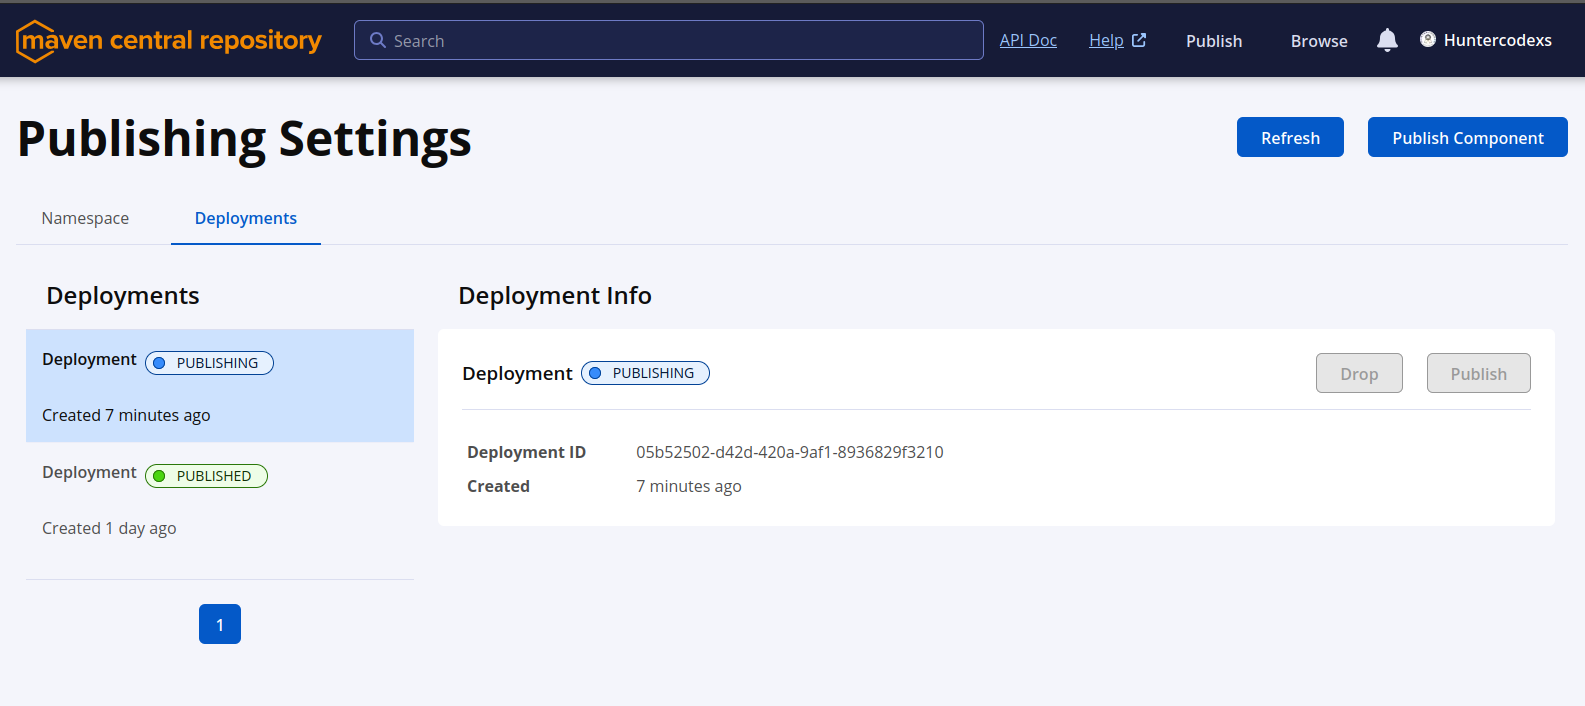 maven central repository
Search
API Doc
Help
Publish
Browse
Huntercodexs
Publishing Settings
Refresh
Publish Component
Namespace
Deployments
Deployments
Deployment PUBLISHING
Created 7 minutes ago
Deployment PUBLISHED
Created 1 day ago
1
Deployment Info
Deployment PUBLISHING
Drop
Publish
Deployment ID 05b52502-d42d-420a-9af1-8936829f3210
Created 7 minutes ago